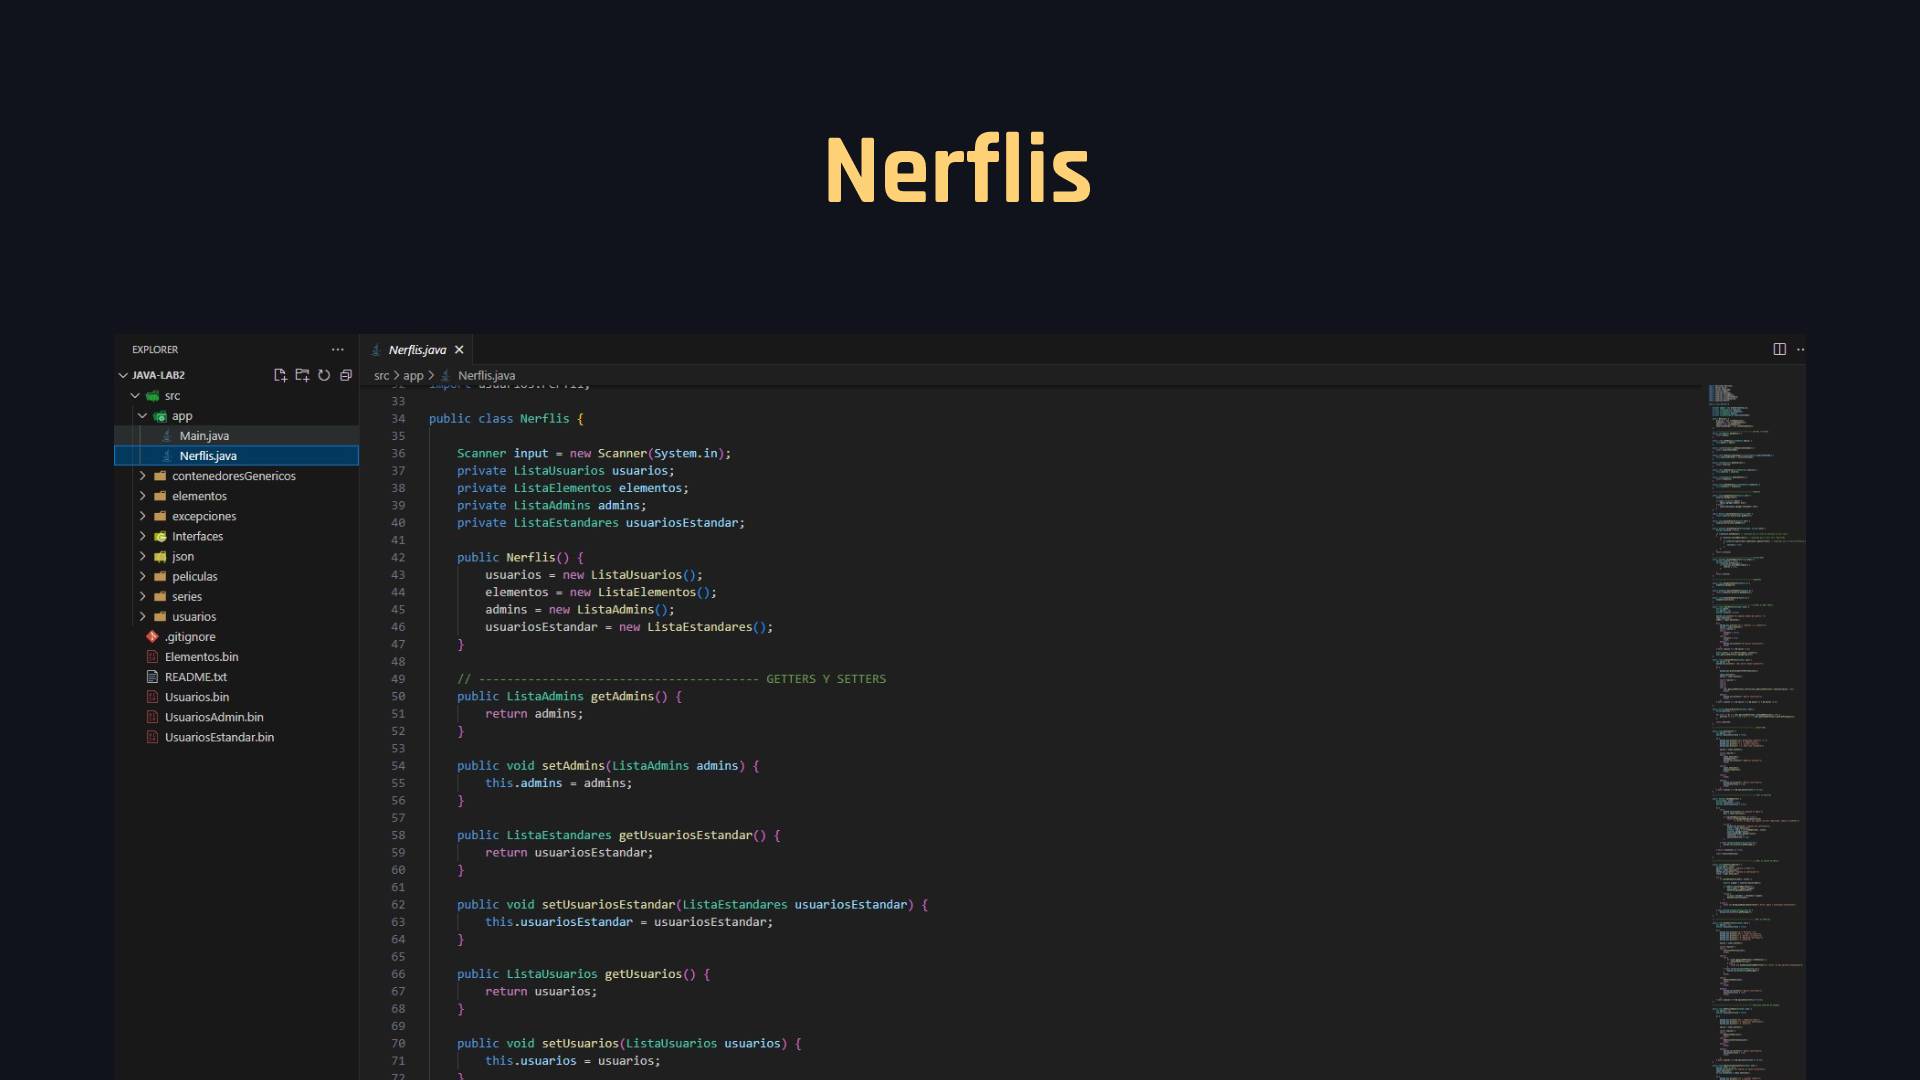 Nerflis
EXPLORER
JAVA-LAB2
src
app
Main.java
Nerflis.java
contenedoresGenericos
elementos
excepciones
Interfaces
json
peliculas
series
usuarios
.gitignore
Elementos.bin
README.txt
Usuarios.bin
UsuariosAdmin.bin
UsuariosEstandar.bin
Nerflis.java
src > app > Nerflis.java
33
34 public class Nerflis {
35
36 Scanner input = new Scanner(System.in);
37 private ListaUsuarios usuarios;
38 private ListaElementos elementos;
39 private ListaAdmins admins;
40 private ListaEstandares usuariosEstandar;
41
42 public Nerflis() {
43 usuarios = new ListaUsuarios();
44 elementos = new ListaElementos();
45 admins = new ListaAdmins();
46 usuariosEstandar = new ListaEstandares();
47 }
48
49 // ---------------------------------------- GETTERS Y SETTERS
50 public ListaAdmins getAdmins() {
51 return admins;
52 }
53
54 public void setAdmins(ListaAdmins admins) {
55 this.admins = admins;
56 }
57
58 public ListaEstandares getUsuariosEstandar() {
59 return usuariosEstandar;
60 }
61
62 public void setUsuariosEstandar(ListaEstandares usuariosEstandar) {
63 this.usuariosEstandar = usuariosEstandar;
64 }
65
66 public ListaUsuarios getUsuarios() {
67 return usuarios;
68 }
69
70 public void setUsuarios(ListaUsuarios usuarios) {
71 this.usuarios = usuarios;
72 }